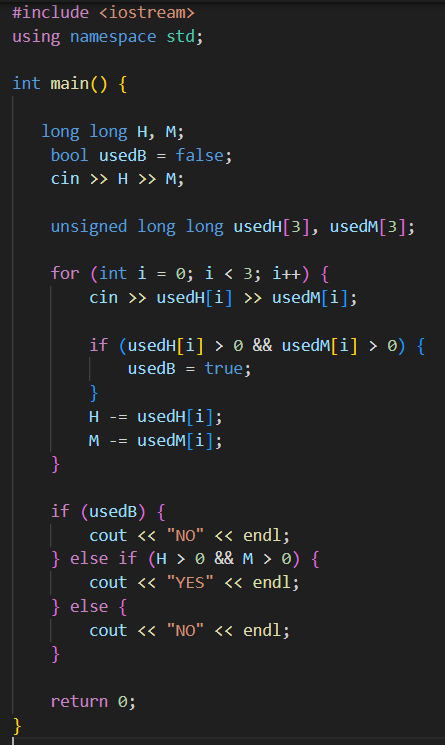 #include <iostream>
using namespace std;
int main() {
long long H, M;
bool usedB = false;
cin >> H >> M;
unsigned long long usedH[3], usedM[3];
for (int i = 0; i < 3; i++) {
cin >> usedH[i] >> usedM[i];
if (usedH[i] > 0 && usedM[i] > 0) {
usedB = true;
}
H -= usedH[i];
M -= usedM[i];
}
if (usedB) {
cout << "NO" << endl;
} else if (H > 0 && M > 0) {
cout << "YES" << endl;
} else {
cout << "NO" << endl;
}
return 0;
}